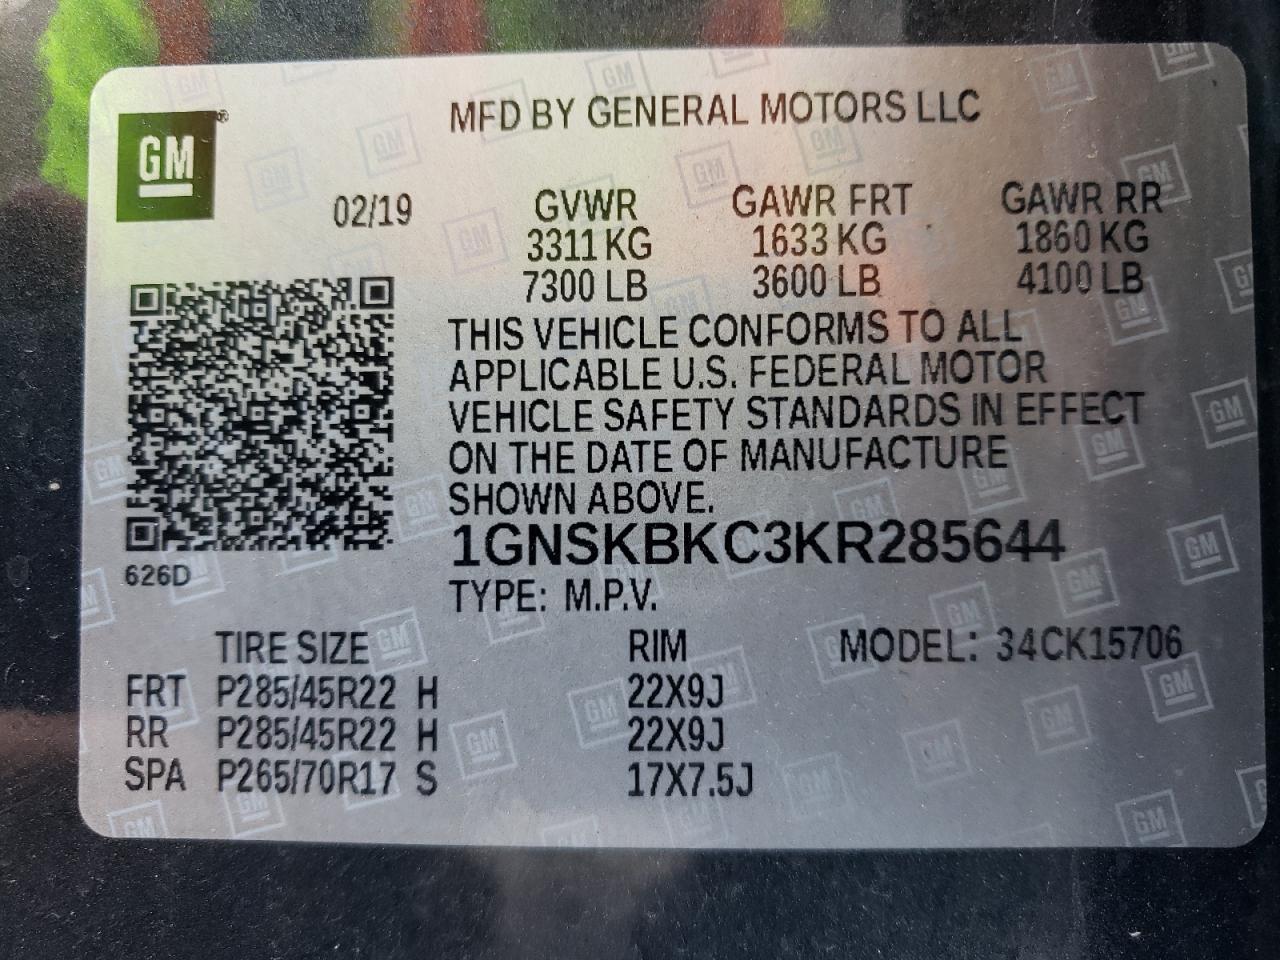 MFD BY GENERAL MOTORS LLC
GM ®
02/19
GVWR GAWR FRT GAWR RR
3311 KG 1633 KG 1860 KG
7300 LB 3600 LB 4100 LB
THIS VEHICLE CONFORMS TO ALL
APPLICABLE U.S. FEDERAL MOTOR
VEHICLE SAFETY STANDARDS IN EFFECT
ON THE DATE OF MANUFACTURE
SHOWN ABOVE.
1GNSKBKC3KR285644
626D
TYPE: M.P.V.
TIRE SIZE RIM MODEL: 34CK15706
FRT P285/45R22 H 22X9J
RR P285/45R22 H 22X9J
SPA P265/70R17 S 17X7.5J